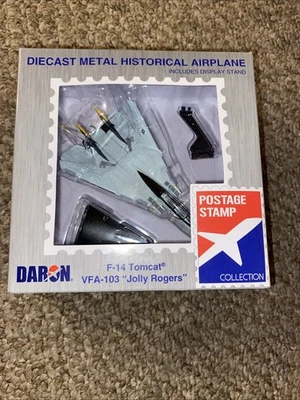 DIECAST METAL HISTORICAL AIRPLANE
INCLUDES DISPLAY STAND
POSTAGE
STAMP
COLLECTION
DARON
F-14 Tomcat®
VFA-103 "Jolly Rogers"